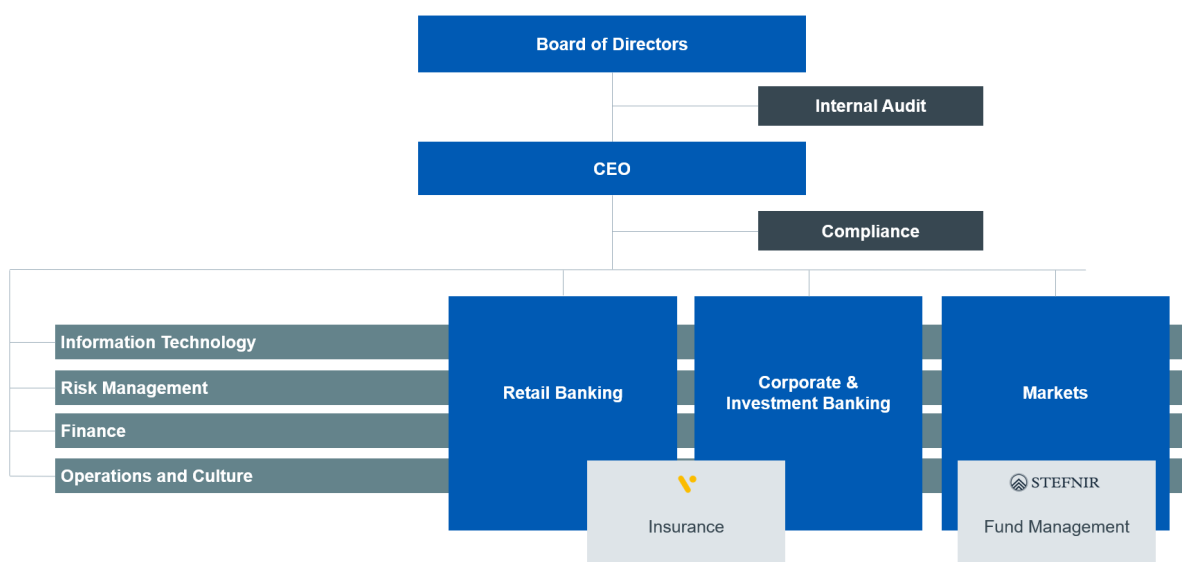 Board of Directors
Internal Audit
CEO
Compliance
Information Technology
Risk Management
Finance
Operations and Culture
Retail Banking
Corporate &
Investment Banking
Markets
Insurance
STEFNIR
Fund Management